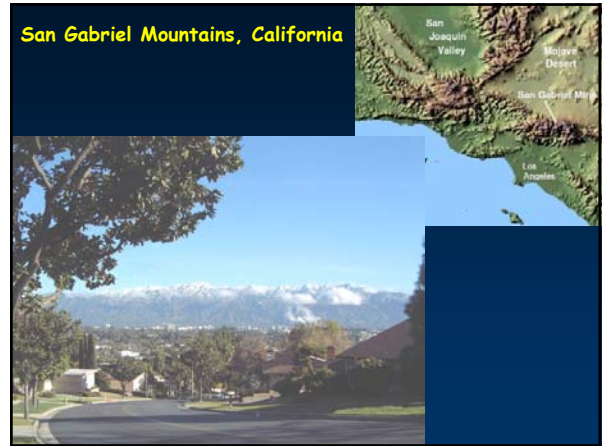 San Gabriel Mountains, California
San
Joaquin
Valley
Mojave
Desert
San Gabriel Mtns
Los
Angeles